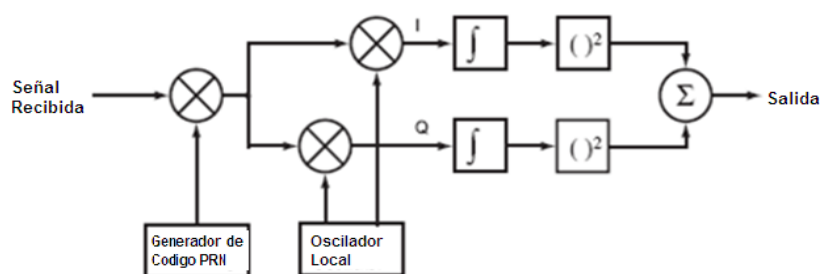 I
∫
( )²
Señal
Recibida
Σ
Salida
Q
∫
( )²
Generador de
Codigo PRN
Oscilador
Local